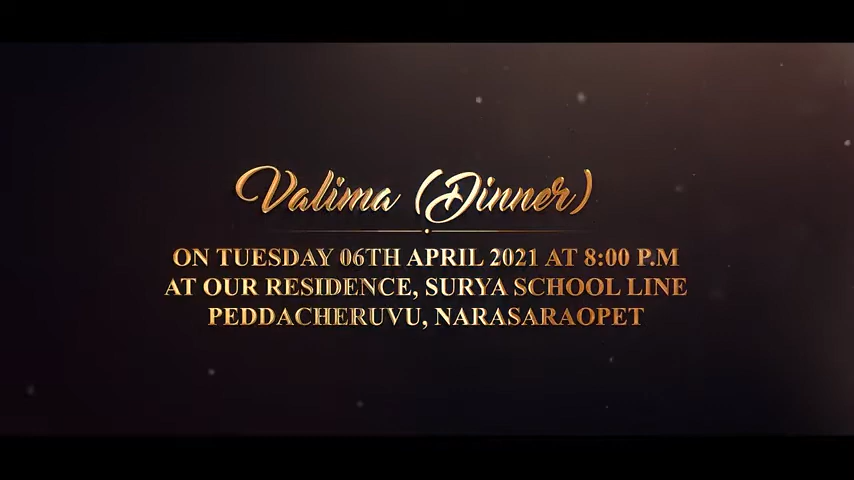 Valima (Dinner)
ON TUESDAY 06TH APRIL 2021 AT 8:00 P.M
AT OUR RESIDENCE, SURYA SCHOOL LINE
PEDDACHERUVU, NARASARAOPET